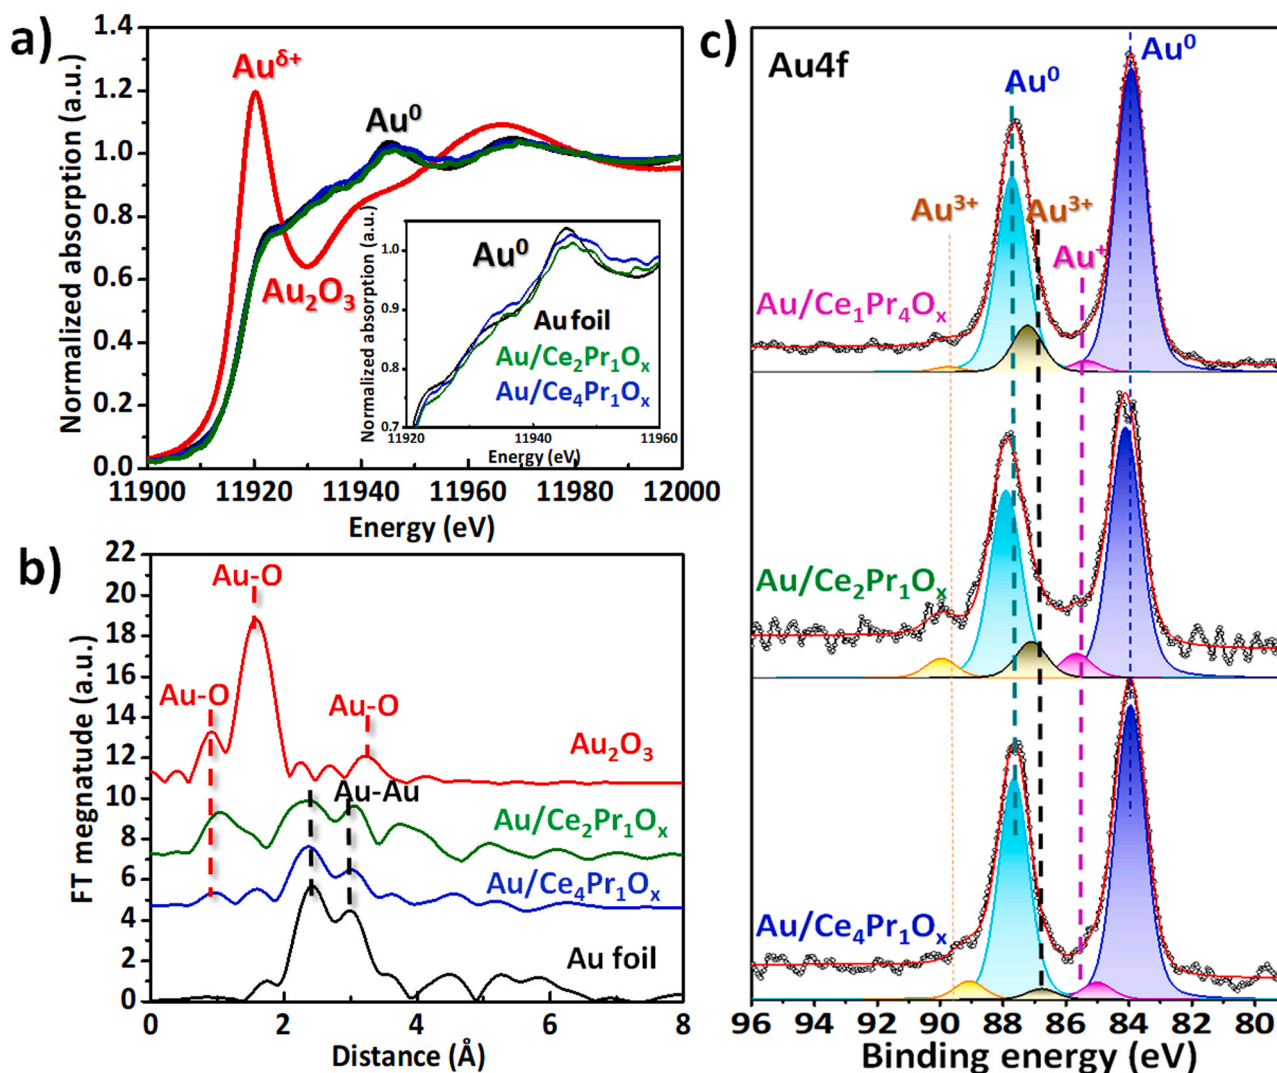 a)
1.4
1.2
1.0
0.8
0.6
0.4
0.2
0.0
Normalized absorption (a.u.)
Au^δ+
Au^0
Au₂O₃
11900 11920 11940 11960 11980 12000
Energy (eV)
1.0
0.9
0.8
0.7
Normalized absorption (a.u.)
Au^0
Au foil
Au/Ce₂Pr₁Oₓ
Au/Ce₄Pr₁Oₓ
11920 11940 11960
Energy (eV)
b)
22
20
18
16
14
12
10
8
6
4
2
0
FT megnatude (a.u.)
Au-O
Au-O
Au-O
Au₂O₃
Au-Au
Au/Ce₂Pr₁Oₓ
Au/Ce₄Pr₁Oₓ
Au foil
0 2 4 6 8
Distance (Å)
c)
Au4f
Au^0
Au^0
Au^3+
Au^3+
Au^+
Au/Ce₁Pr₄Oₓ
Au/Ce₂Pr₁Oₓ
Au/Ce₄Pr₁Oₓ
96 94 92 90 88 86 84 82 80
Binding energy (eV)